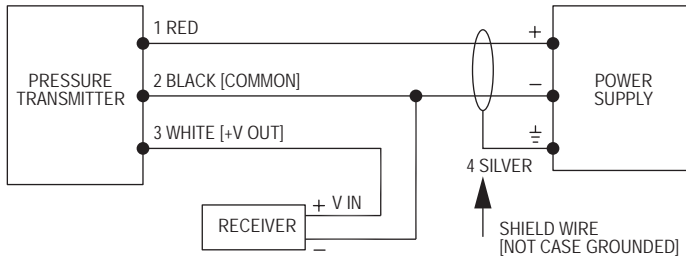 1 RED
+
PRESSURE
TRANSMITTER
2 BLACK [COMMON]
−
POWER
SUPPLY
3 WHITE [+V OUT]
4 SILVER
+ V IN
RECEIVER
−
SHIELD WIRE
[NOT CASE GROUNDED]